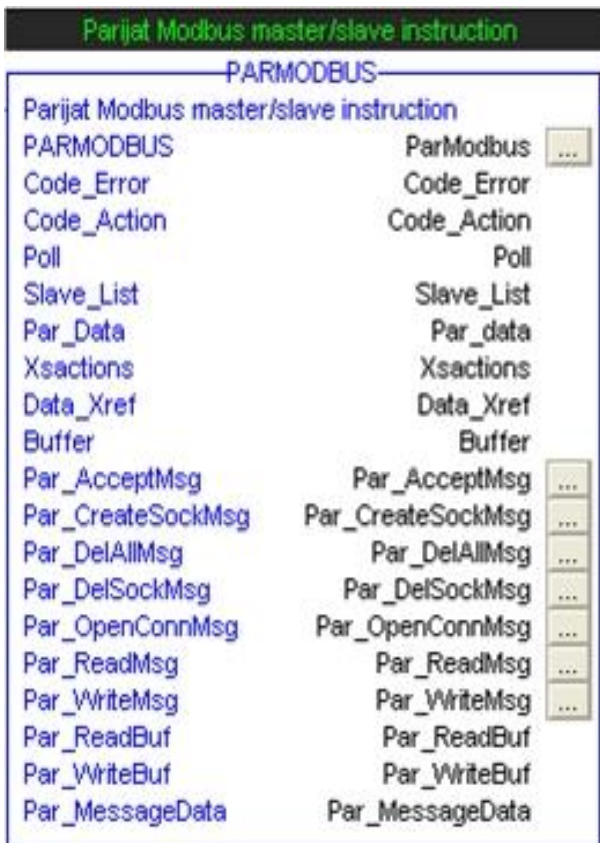 Parijat Modbus master/slave instruction
PARMODBUS
Parijat Modbus master/slave instruction
PARMODBUS ParModbus ...
Code_Error Code_Error
Code_Action Code_Action
Poll Poll
Slave_List Slave_List
Par_Data Par_data
Xsactions Xsactions
Data_Xref Data_Xref
Buffer Buffer
Par_AcceptMsg Par_AcceptMsg ...
Par_CreateSockMsg Par_CreateSockMsg ...
Par_DelAllMsg Par_DelAllMsg ...
Par_DelSockMsg Par_DelSockMsg ...
Par_OpenConnMsg Par_OpenConnMsg ...
Par_ReadMsg Par_ReadMsg ...
Par_WriteMsg Par_WriteMsg ...
Par_ReadBuf Par_ReadBuf
Par_WriteBuf Par_WriteBuf
Par_MessageData Par_MessageData